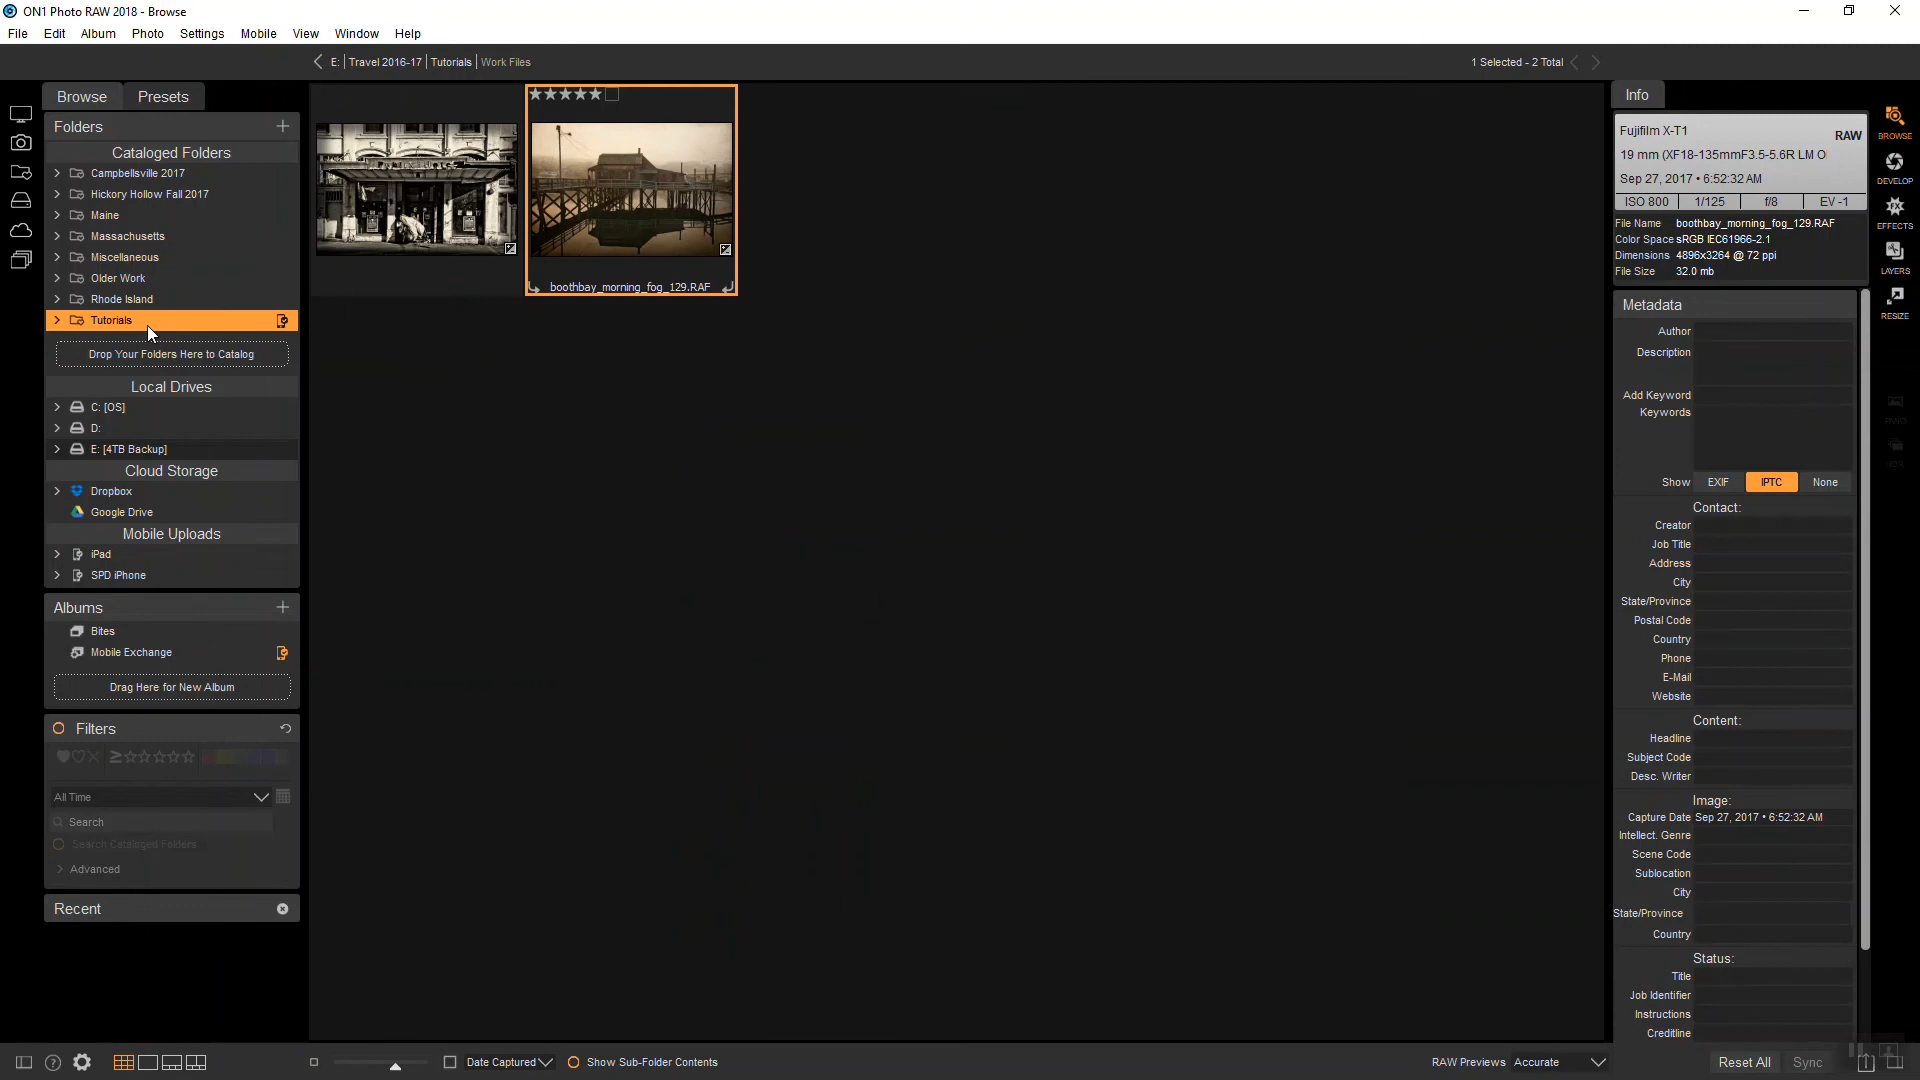 ON1 Photo RAW 2018 - Browse
File Edit Album Photo Settings Mobile View Window Help
E: Travel 2016-17 Tutorials Work Files
1 Selected - 2 Total
Browse Presets
Folders
Cataloged Folders
Campbellsville 2017
Hickory Hollow Fall 2017
Maine
Massachusetts
Miscellaneous
Older Work
Rhode Island
Tutorials
Drop Your Folders Here to Catalog
Local Drives
C: [OS]
D:
E: [4TB Backup]
Cloud Storage
Dropbox
Google Drive
Mobile Uploads
iPad
SPD iPhone
Albums
Bites
Mobile Exchange
Drag Here for New Album
Filters
All Time
Search
Search Cataloged Folders
Advanced
Recent
boothbay_morning_fog_129.RAF
Date Captured
Show Sub-Folder Contents
RAW Previews Accurate
Info
Fujifilm X-T1
RAW
19 mm (XF18-135mmF3.5-5.6R LM O
Sep 27, 2017 • 6:52:32 AM
ISO 800 1/125 f/8 EV -1
File Name boothbay_morning_fog_129.RAF
Color Space sRGB IEC61966-2.1
Dimensions 4896x3264 @ 72 ppi
File Size 32.0 mb
Metadata
Author
Description
Add Keyword
Keywords
Show EXIF IPTC None
Contact:
Creator
Job Title
Address
City
State/Province
Postal Code
Country
Phone
E-Mail
Website
Content:
Headline
Subject Code
Desc. Writer
Image:
Capture Date Sep 27, 2017 • 6:52:32 AM
Intellect. Genre
Scene Code
Sublocation
City
State/Province
Country
Status:
Title
Job Identifier
Instructions
Creditline
Reset All Sync
BROWSE
DEVELOP
EFFECTS
LAYERS
RESIZE
PANO
HDR